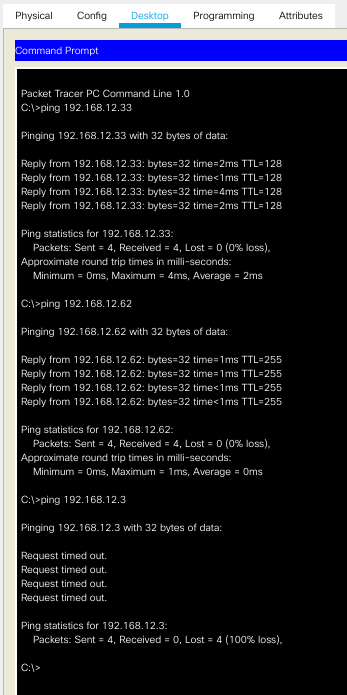 Physical Config Desktop Programming Attributes
Command Prompt
Packet Tracer PC Command Line 1.0
C:\>ping 192.168.12.33
Pinging 192.168.12.33 with 32 bytes of data:
Reply from 192.168.12.33: bytes=32 time=2ms TTL=128
Reply from 192.168.12.33: bytes=32 time<1ms TTL=128
Reply from 192.168.12.33: bytes=32 time=4ms TTL=128
Reply from 192.168.12.33: bytes=32 time=2ms TTL=128
Ping statistics for 192.168.12.33:
Packets: Sent = 4, Received = 4, Lost = 0 (0% loss),
Approximate round trip times in milli-seconds:
Minimum = 0ms, Maximum = 4ms, Average = 2ms
C:\>ping 192.168.12.62
Pinging 192.168.12.62 with 32 bytes of data:
Reply from 192.168.12.62: bytes=32 time=1ms TTL=255
Reply from 192.168.12.62: bytes=32 time=1ms TTL=255
Reply from 192.168.12.62: bytes=32 time<1ms TTL=255
Reply from 192.168.12.62: bytes=32 time<1ms TTL=255
Ping statistics for 192.168.12.62:
Packets: Sent = 4, Received = 4, Lost = 0 (0% loss),
Approximate round trip times in milli-seconds:
Minimum = 0ms, Maximum = 1ms, Average = 0ms
C:\>ping 192.168.12.3
Pinging 192.168.12.3 with 32 bytes of data:
Request timed out.
Request timed out.
Request timed out.
Request timed out.
Ping statistics for 192.168.12.3:
Packets: Sent = 4, Received = 0, Lost = 4 (100% loss),
C:\>